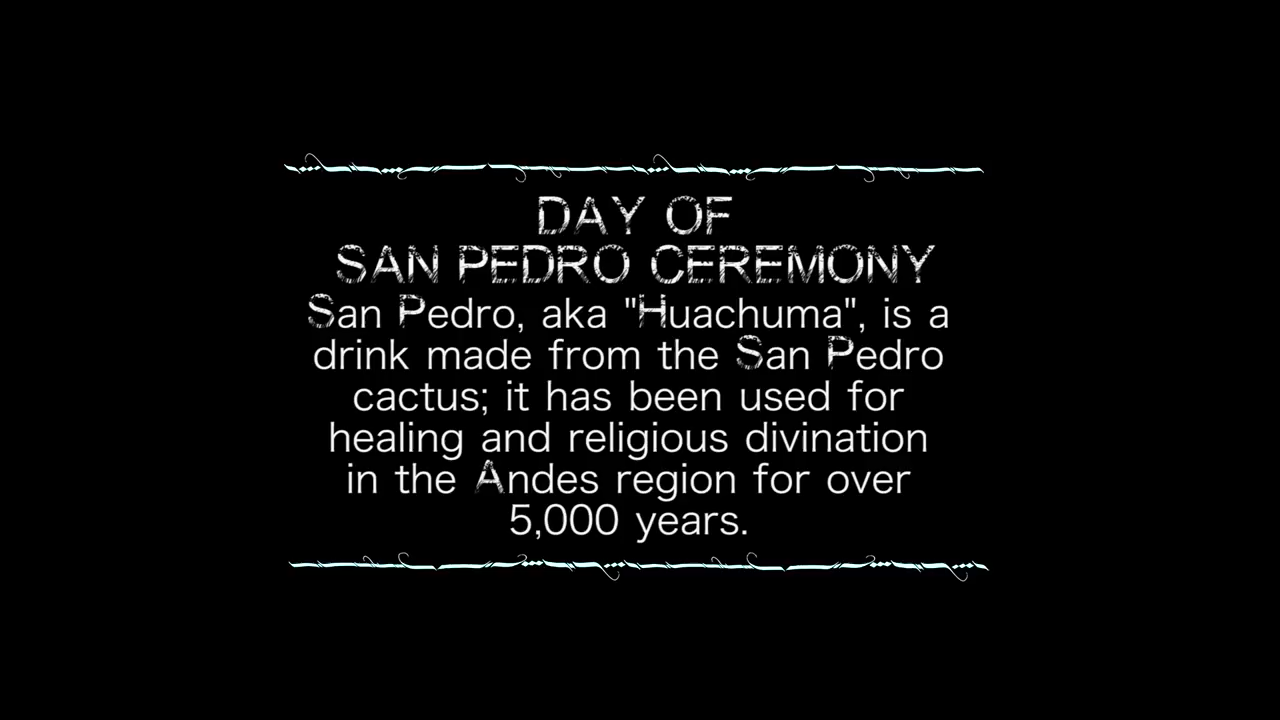 DAY OF
SAN PEDRO CEREMONY
San Pedro, aka "Huachuma", is a
drink made from the San Pedro
cactus; it has been used for
healing and religious divination
in the Andes region for over
5,000 years.